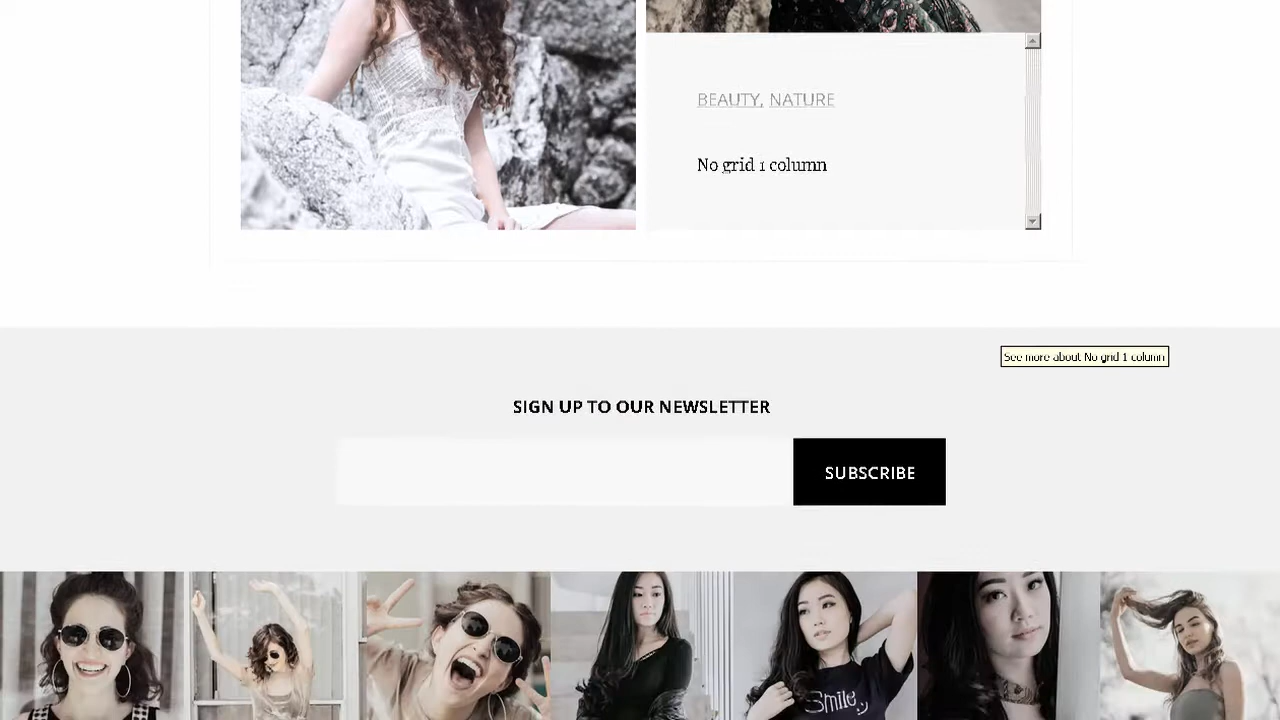 BEAUTY, NATURE
No grid 1 column
See more about No grid 1 column
SIGN UP TO OUR NEWSLETTER
SUBSCRIBE
Smile